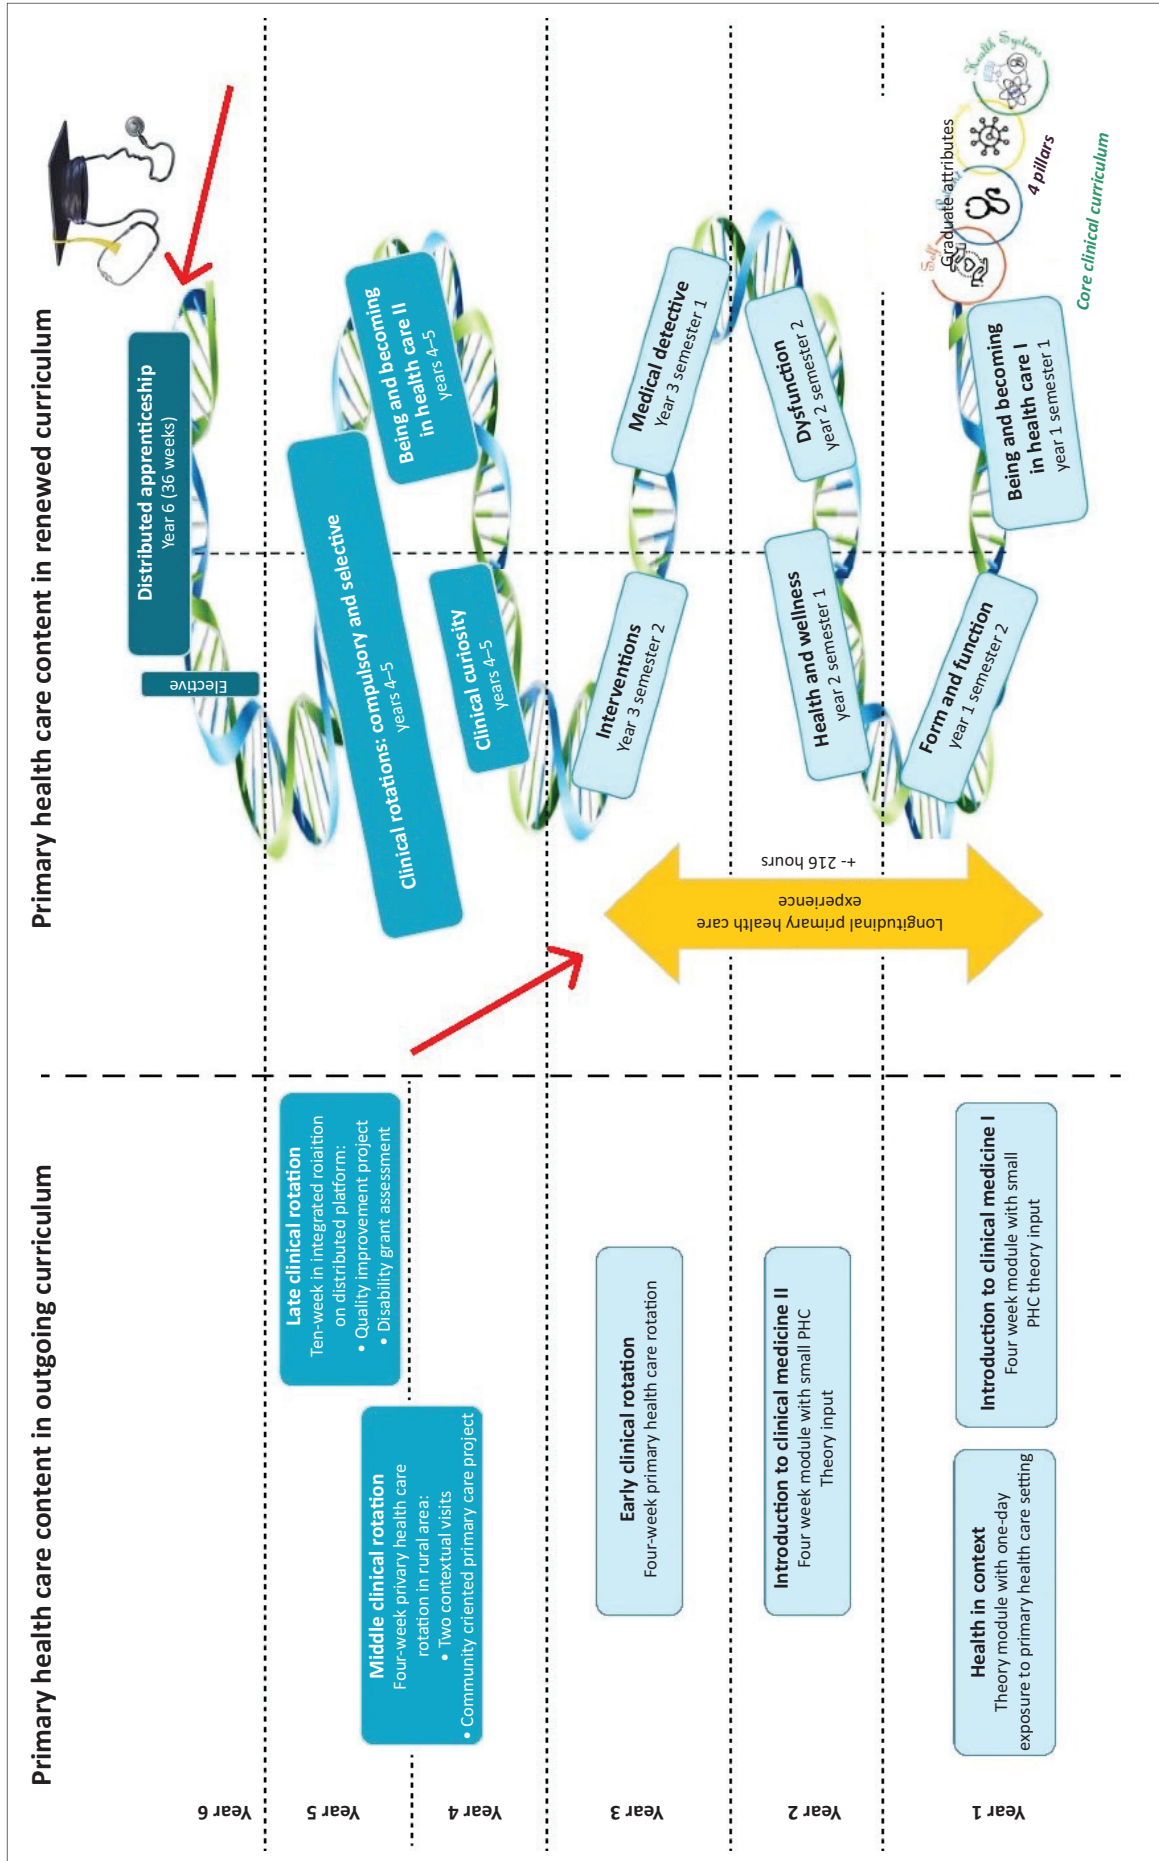 Primary health care content in outgoing curriculum
Primary health care content in renewed curriculum
Year 6
Year 5
Year 4
Year 3
Year 2
Year 1
Late clinical rotation
Ten-week in integrated roiaition
on distributed platform:
• Quality improvement project
• Disability grant assessment
Middle clinical rotation
Four-week privary health care
rotation in rural area:
• Two contextual visits
• Community criented primary care project
Early clinical rotation
Four-week primary health care rotation
Introduction to clinical medicine II
Four week module with small PHC
Theory input
Health in context
Theory module with one-day
exposure to primary health care setting
Introduction to clinical medicine I
Four week module with small
PHC theory input
Distributed apprenticeship
Year 6 (36 weeks)
Elective
Clinical rotations: compulsory and selective
years 4–5
Being and becoming
in health care II
years 4–5
Clinical curiosity
years 4–5
Interventions
Year 3 semester 2
Medical detective
Year 3 semester 1
Longitudinal primary health care
experience
+- 216 hours
Health and wellness
year 2 semester 1
Dysfunction
year 2 semester 2
Form and function
year 1 semester 2
Being and becoming
in health care I
year 1 semester 1
Graduate attributes
Self
Health Systems
4 pillars
Core clinical curriculum